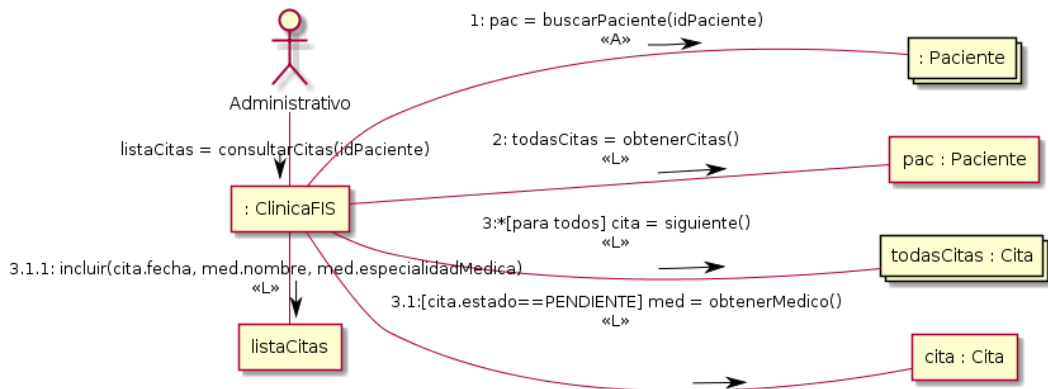 1: pac = buscarPaciente(idPaciente)
«A»
: Paciente
Administrativo
listaCitas = consultarCitas(idPaciente)
2: todasCitas = obtenerCitas()
«L»
pac : Paciente
: ClinicaFIS
3:*[para todos] cita = siguiente()
«L»
todasCitas : Cita
3.1.1: incluir(cita.fecha, med.nombre, med.especialidadMedica)
«L»
3.1:[cita.estado==PENDIENTE] med = obtenerMedico()
«L»
listaCitas
cita : Cita